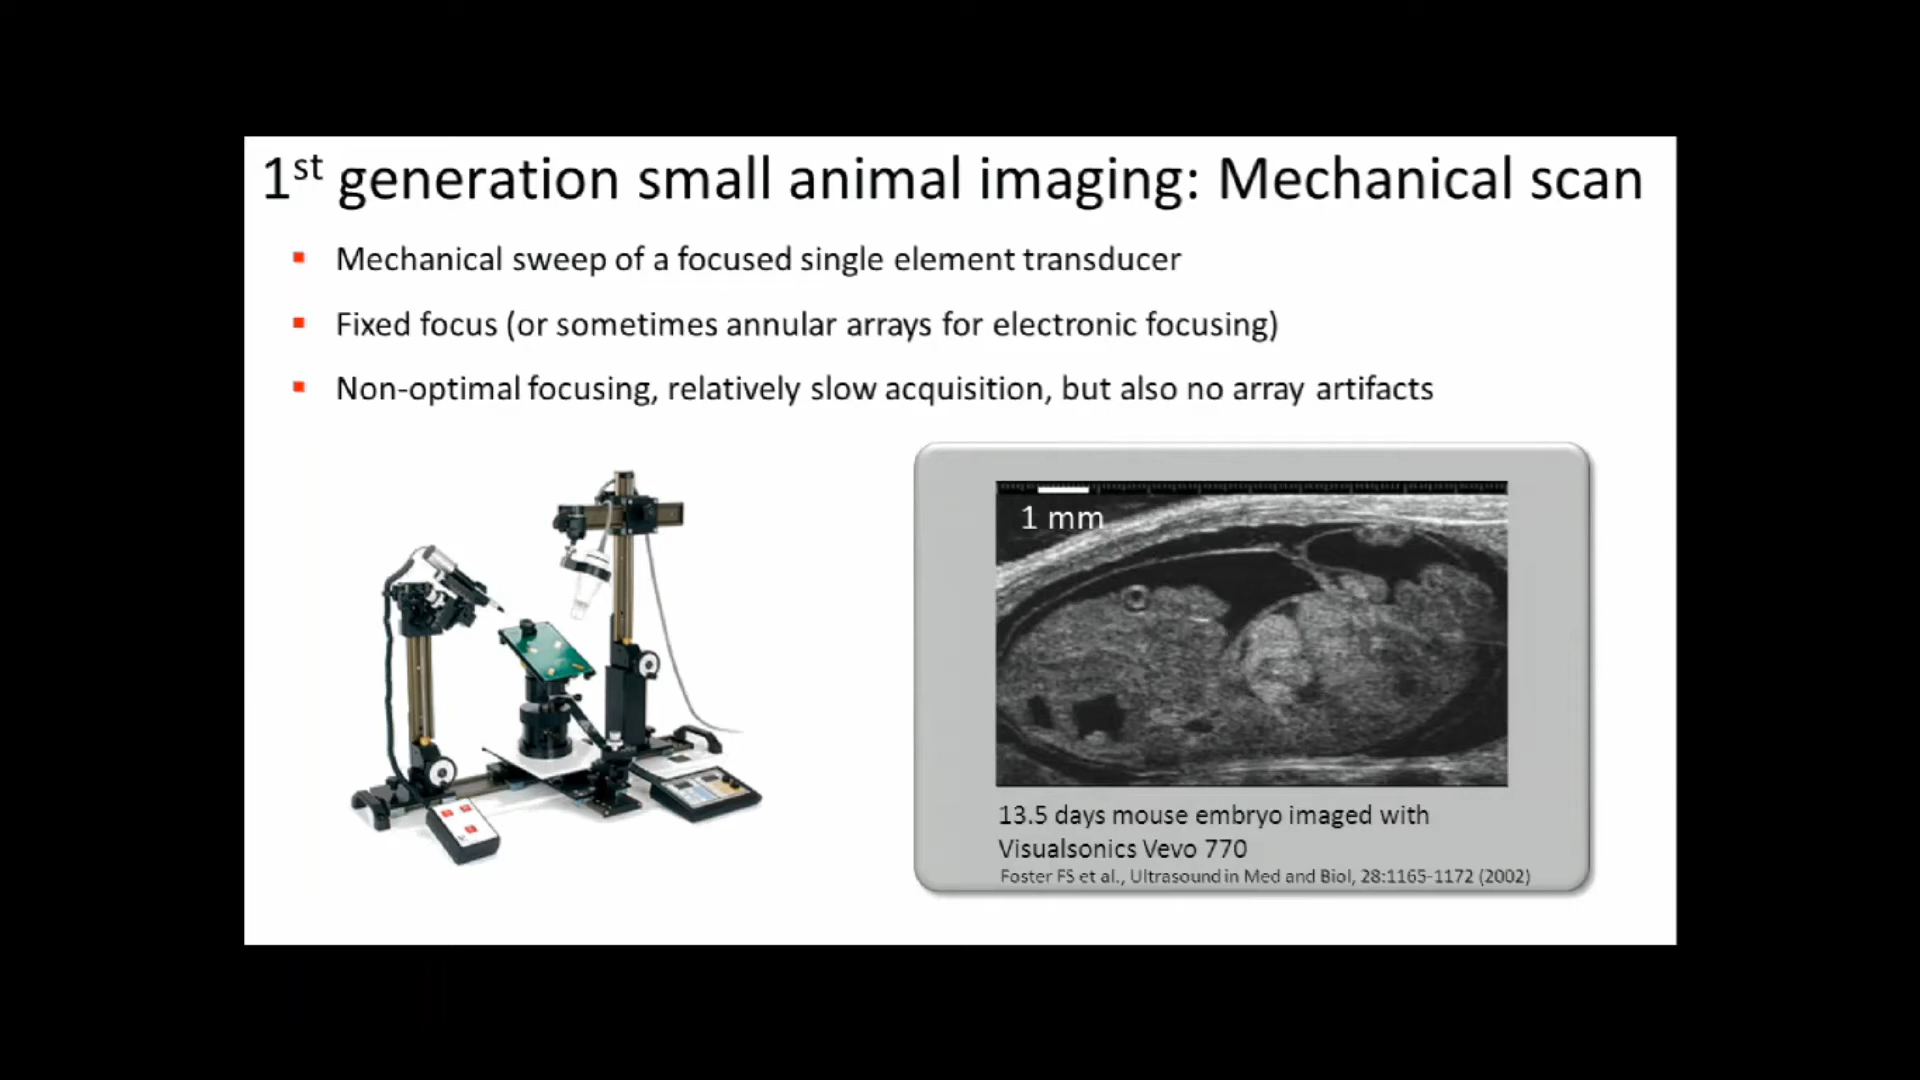 1st generation small animal imaging: Mechanical scan
Mechanical sweep of a focused single element transducer
Fixed focus (or sometimes annular arrays for electronic focusing)
Non-optimal focusing, relatively slow acquisition, but also no array artifacts
1 mm
13.5 days mouse embryo imaged with
Visualsonics Vevo 770
Foster FS et al., Ultrasound in Med and Biol, 28:1165-1172 (2002)